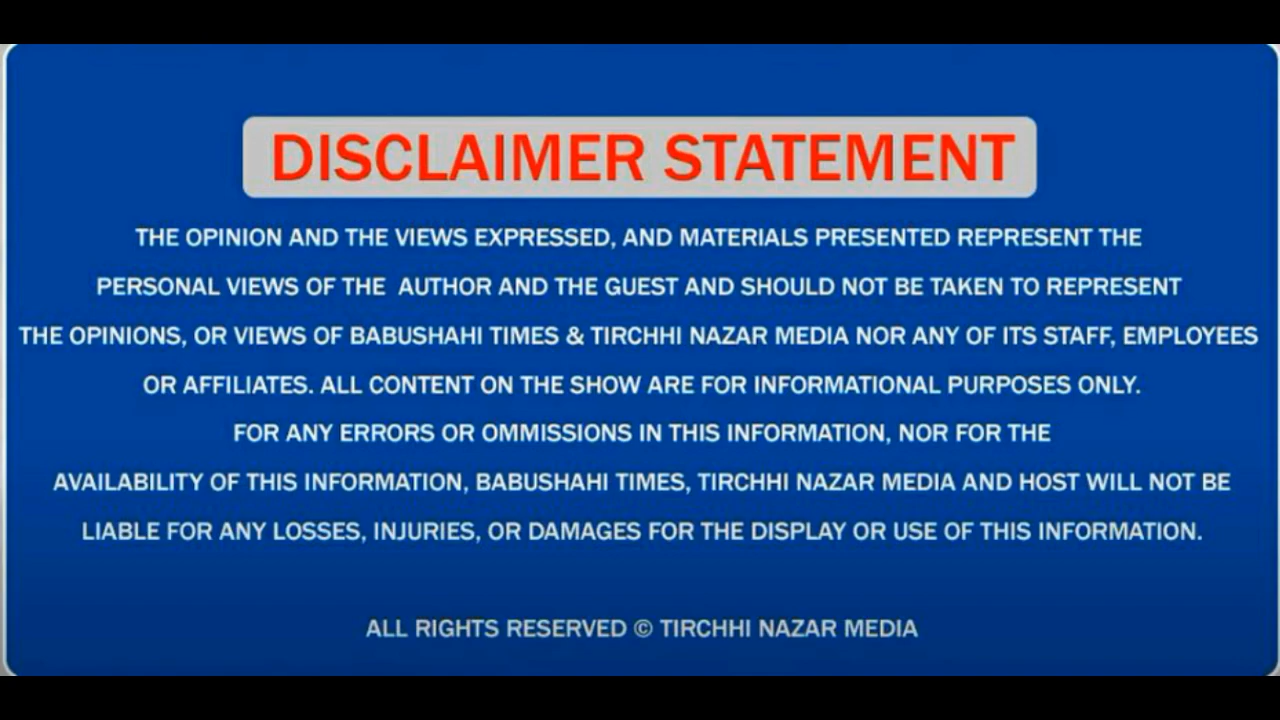 DISCLAIMER STATEMENT
THE OPINION AND THE VIEWS EXPRESSED, AND MATERIALS PRESENTED REPRESENT THE
PERSONAL VIEWS OF THE AUTHOR AND THE GUEST AND SHOULD NOT BE TAKEN TO REPRESENT
THE OPINIONS, OR VIEWS OF BABUSHAHI TIMES & TIRCHHI NAZAR MEDIA NOR ANY OF ITS STAFF, EMPLOYEES
OR AFFILIATES. ALL CONTENT ON THE SHOW ARE FOR INFORMATIONAL PURPOSES ONLY.
FOR ANY ERRORS OR OMMISSIONS IN THIS INFORMATION, NOR FOR THE
AVAILABILITY OF THIS INFORMATION, BABUSHAHI TIMES, TIRCHHI NAZAR MEDIA AND HOST WILL NOT BE
LIABLE FOR ANY LOSSES, INJURIES, OR DAMAGES FOR THE DISPLAY OR USE OF THIS INFORMATION.
ALL RIGHTS RESERVED © TIRCHHI NAZAR MEDIA